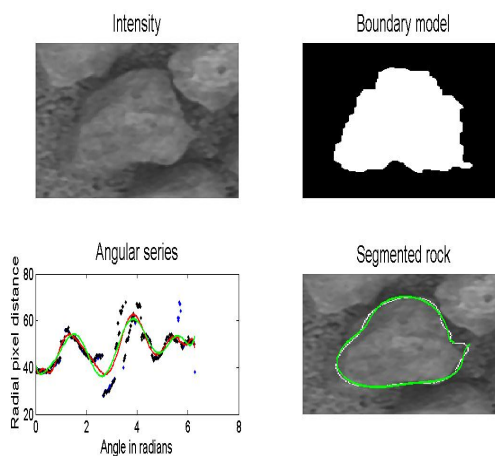 Intensity
Boundary model
Angular series
Segmented rock
80
60
40
20
Radial pixel distance
0 2 4 6 8
Angle in radians